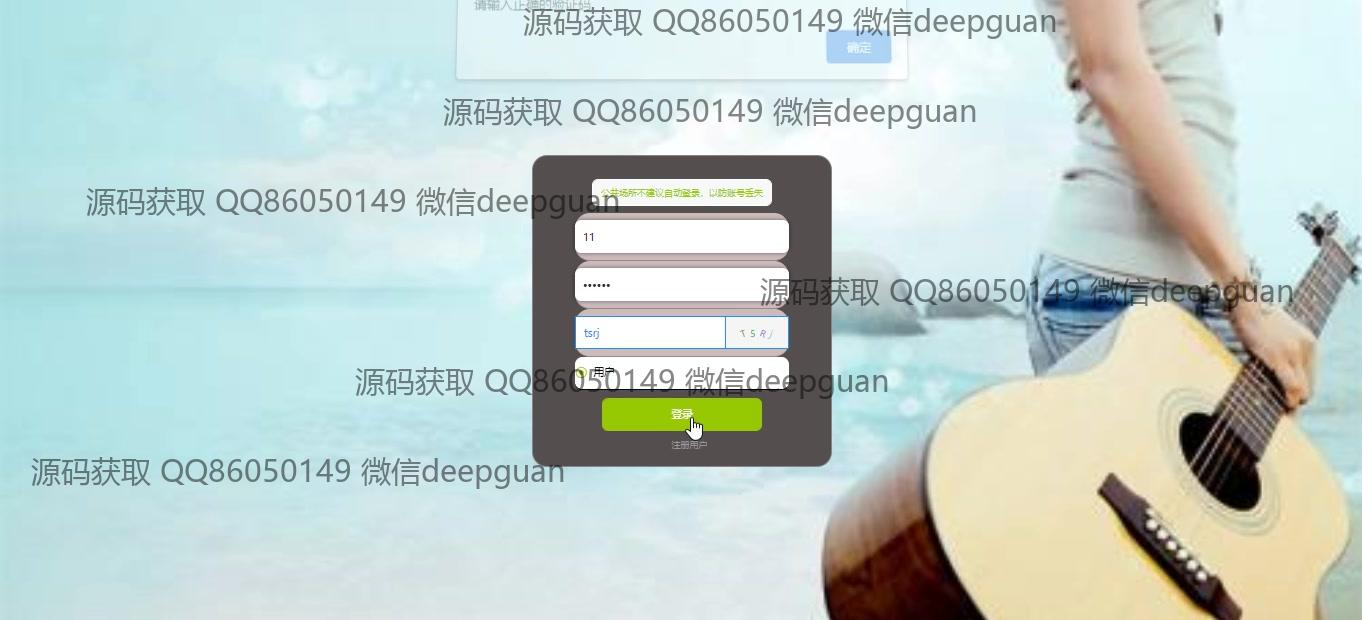 请输入正确的验证码
源码获取 QQ86050149 微信deepguan
确定
源码获取 QQ86050149 微信deepguan
公共场所不建议自动登录，以防账号丢失
源码获取 QQ86050149 微信deepguan
11
••••••
源码获取 QQ86050149 微信deepguan
tsrj
T S R J
用户
源码获取 QQ86050149 微信deepguan
登录
注册用户
源码获取 QQ86050149 微信deepguan